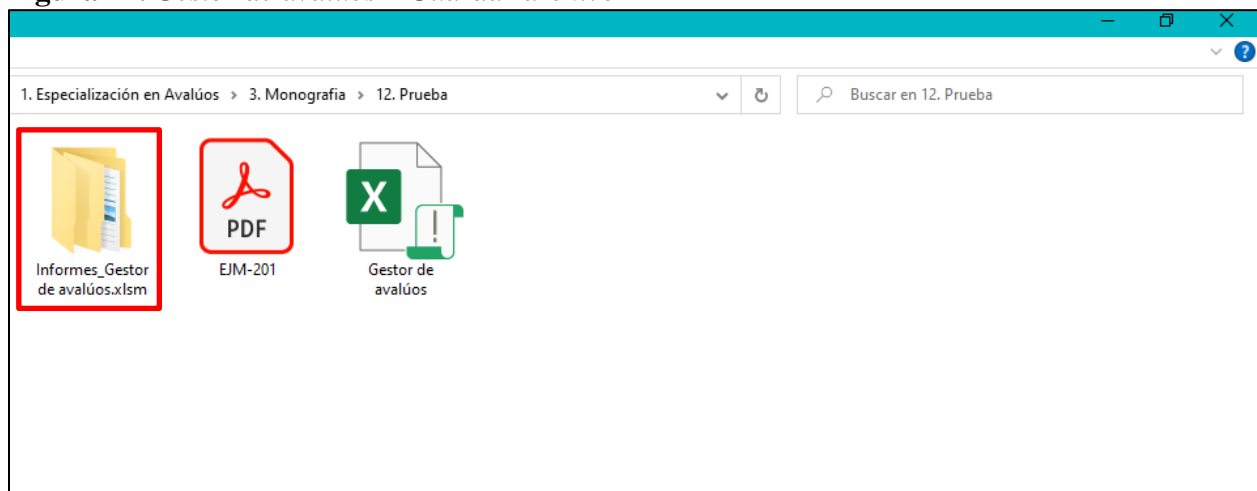 1. Especialización en Avalúos > 3. Monografia > 12. Prueba
Buscar en 12. Prueba
?
PDF
X
Informes_Gestor
de avalúos.xlsm
EJM-201
Gestor de
avalúos